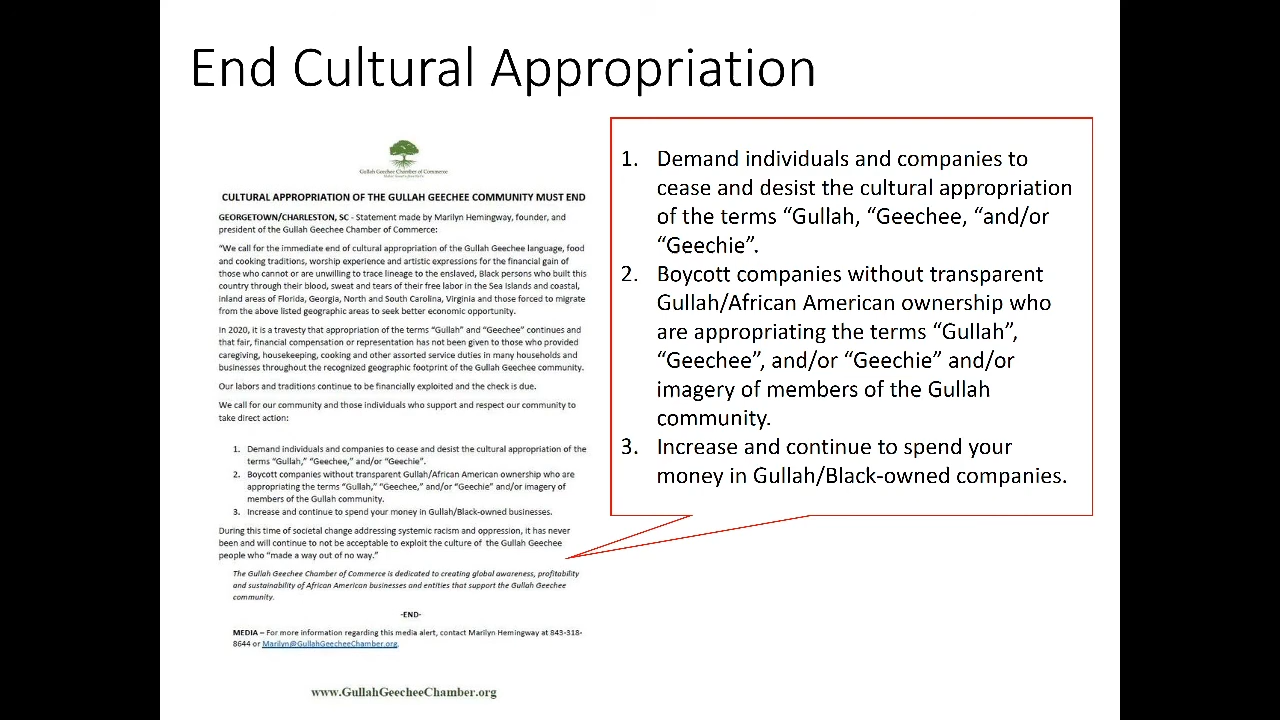 End Cultural Appropriation
Gullah Geechee Chamber of Commerce
CULTURAL APPROPRIATION OF THE GULLAH GEECHEE COMMUNITY MUST END
GEORGETOWN/CHARLESTON, SC - Statement made by Marilyn Hemingway, founder, and
president of the Gullah Geechee Chamber of Commerce:
"We call for the immediate end of cultural appropriation of the Gullah Geechee language, food
and cooking traditions, worship experience and artistic expressions for the financial gain of
those who cannot or are unwilling to trace lineage to the enslaved, Black persons who built this
country through their blood, sweat and tears of their free labor in the Sea Islands and coastal,
inland areas of Florida, Georgia, North and South Carolina, Virginia and those forced to migrate
from the above listed geographic areas to seek better economic opportunity.
In 2020, it is a travesty that appropriation of the terms "Gullah" and "Geechee" continues and
that fair, financial compensation or representation has not been given to those who provided
caregiving, housekeeping, cooking and other assorted service duties in many households and
businesses throughout the recognized geographic footprint of the Gullah Geechee community.
Our labors and traditions continue to be financially exploited and the check is due.
We call for our community and those individuals who support and respect our community to
take direct action:
1. Demand individuals and companies to cease and desist the cultural appropriation of the
terms "Gullah," "Geechee," and/or "Geechie".
2. Boycott companies without transparent Gullah/African American ownership who are
appropriating the terms "Gullah," "Geechee," and/or "Geechie" and/or imagery of
members of the Gullah community.
3. Increase and continue to spend your money in Gullah/Black-owned businesses.
During this time of societal change addressing systemic racism and oppression, it has never
been and will continue to not be acceptable to exploit the culture of the Gullah Geechee
people who "made a way out of no way."
The Gullah Geechee Chamber of Commerce is dedicated to creating global awareness, profitability
and sustainability of African American businesses and entities that support the Gullah Geechee
community.
-END-
MEDIA – For more information regarding this media alert, contact Marilyn Hemingway at 843-318-
8644 or Marilyn@GullahGeecheeChamber.org.
www.GullahGeecheeChamber.org
1. Demand individuals and companies to
cease and desist the cultural appropriation
of the terms “Gullah, “Geechee, “and/or
“Geechie”.
2. Boycott companies without transparent
Gullah/African American ownership who
are appropriating the terms “Gullah”,
“Geechee”, and/or “Geechie” and/or
imagery of members of the Gullah
community.
3. Increase and continue to spend your
money in Gullah/Black-owned companies.